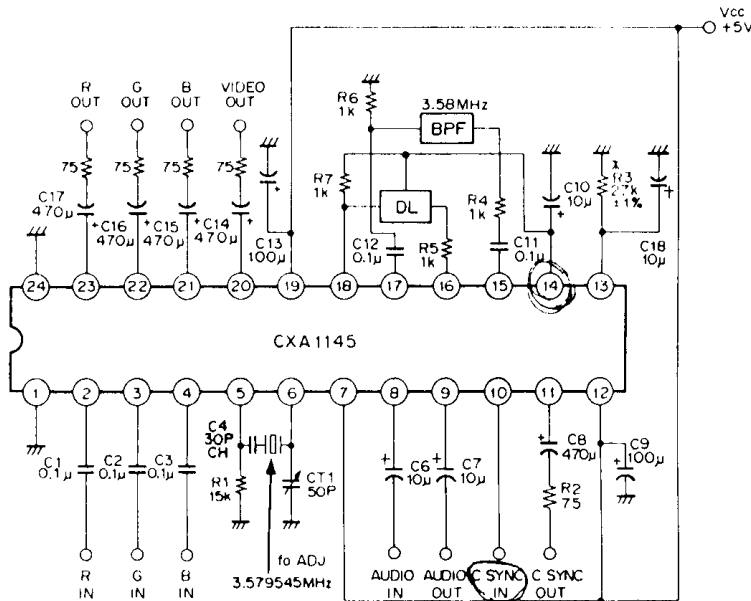 Vcc
+5V
R
OUT
G
OUT
B
OUT
VIDEO
OUT
R6
1k
3.58MHz
BPF
75
75
75
75
C17
470μ
C16
470μ
C15
470μ
C14
470μ
C13
100μ
R7
1k
DL
C12
0.1μ
R5
1k
R4
1k
C11
0.1μ
C10
10μ
*
R3
27k
±1%
C18
10μ
24 23 22 21 20 19 18 17 16 15 14 13
CXA1145
1 2 3 4 5 6 7 8 9 10 11 12
C1
0.1μ
C2
0.1μ
C3
0.1μ
C4
30P
CH
R1
15k
CT1
50P
C6
10μ
C7
10μ
C8
470μ
R2
75
C9
100μ
fo ADJ
3.579545MHz
R
IN
G
IN
B
IN
AUDIO
IN
AUDIO
OUT
C SYNC
IN
C SYNC
OUT